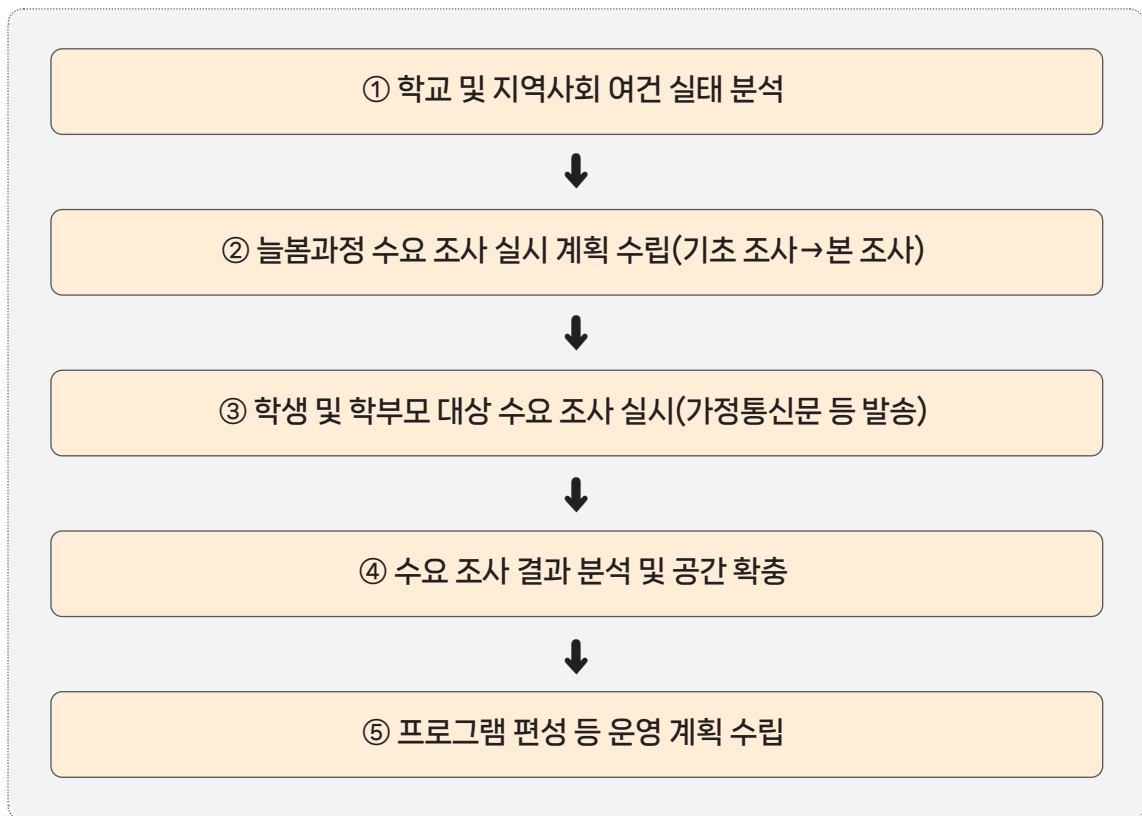 ① 학교 및 지역사회 여건 실태 분석
② 늘봄과정 수요 조사 실시 계획 수립(기초 조사→본 조사)
③ 학생 및 학부모 대상 수요 조사 실시(가정통신문 등 발송)
④ 수요 조사 결과 분석 및 공간 확충
⑤ 프로그램 편성 등 운영 계획 수립